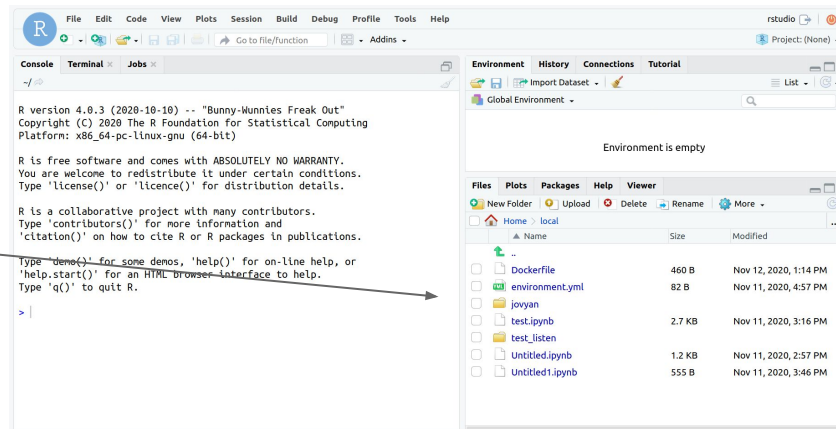 R
File Edit Code View Plots Session Build Debug Profile Tools Help
rstudio
Go to file/function
Addins
Project: (None)
Console Terminal Jobs
~/
R version 4.0.3 (2020-10-10) -- "Bunny-Wunnies Freak Out"
Copyright (C) 2020 The R Foundation for Statistical Computing
Platform: x86_64-pc-linux-gnu (64-bit)
R is free software and comes with ABSOLUTELY NO WARRANTY.
You are welcome to redistribute it under certain conditions.
Type 'license()' or 'licence()' for distribution details.
R is a collaborative project with many contributors.
Type 'contributors()' for more information and
'citation()' on how to cite R or R packages in publications.
Type 'demo()' for some demos, 'help()' for on-line help, or
'help.start()' for an HTML browser interface to help.
Type 'q()' to quit R.
>
Environment History Connections Tutorial
Import Dataset
List
Global Environment
Environment is empty
Files Plots Packages Help Viewer
New Folder Upload Delete Rename More
Home > local
...
Name Size Modified
..
Dockerfile 460 B Nov 12, 2020, 1:14 PM
environment.yml 82 B Nov 11, 2020, 4:57 PM
jovyan
test.ipynb 2.7 KB Nov 11, 2020, 3:16 PM
test_listen
Untitled.ipynb 1.2 KB Nov 11, 2020, 2:57 PM
Untitled1.ipynb 555 B Nov 11, 2020, 3:46 PM